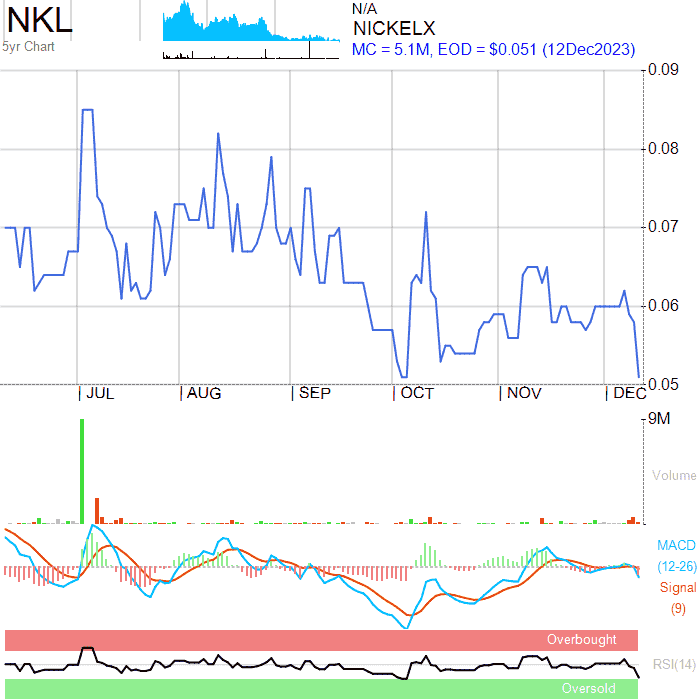 NKL
5yr Chart
N/A
NICKELX
MC = 5.1M, EOD = $0.051 (12Dec2023)
0.09
0.08
0.07
0.06
0.05
JUL AUG SEP OCT NOV DEC
9M
Volume
MACD
(12-26)
Signal
(9)
Overbought
RSI(14)
Oversold